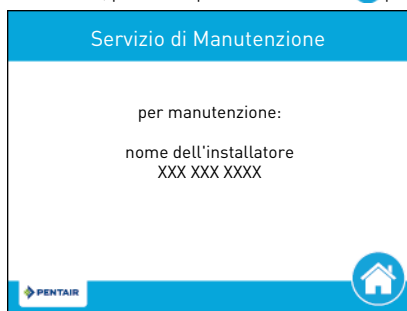 Servizio di Manutenzione
per manutenzione:
nome dell'installatore
XXX XXX XXXX
PENTAIR